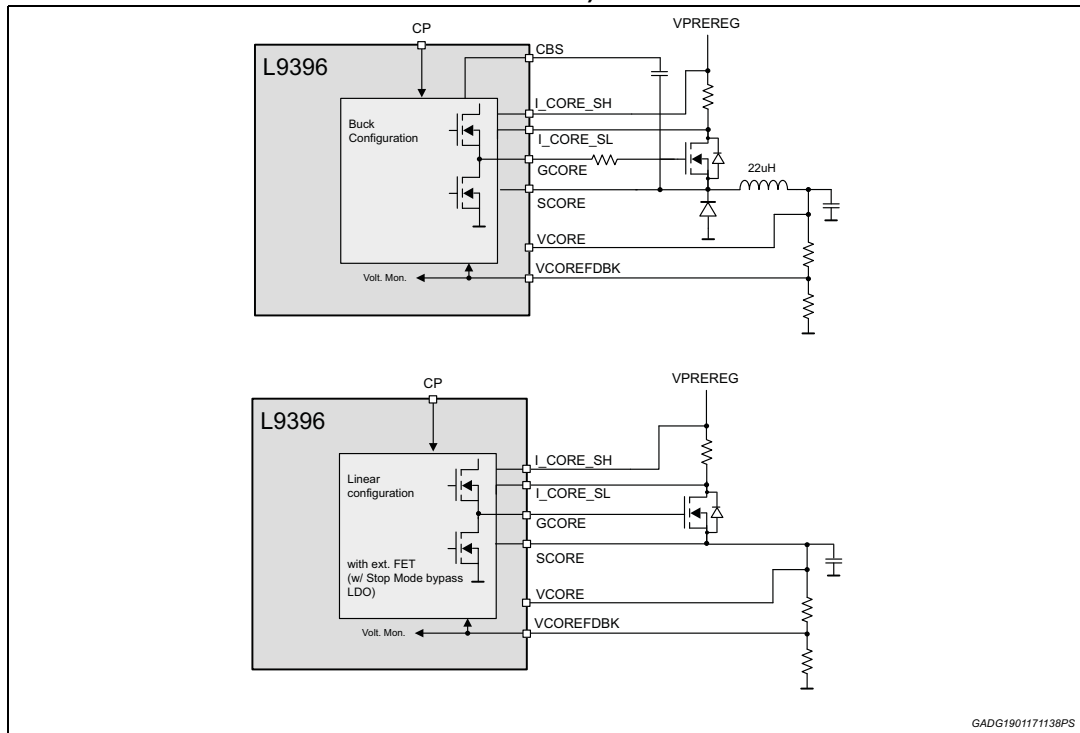 CP
VPREREG
L9396
CBS
I_CORE_SH
Buck
Configuration
I_CORE_SL
GCORE
22uH
SCORE
VCORE
VCOREFDBK
Volt. Mon.
CP
VPREREG
L9396
I_CORE_SH
Linear
configuration
I_CORE_SL
GCORE
SCORE
with ext. FET
(w/ Stop Mode bypass
LDO)
VCORE
VCOREFDBK
Volt. Mon.
GADG1901171138PS